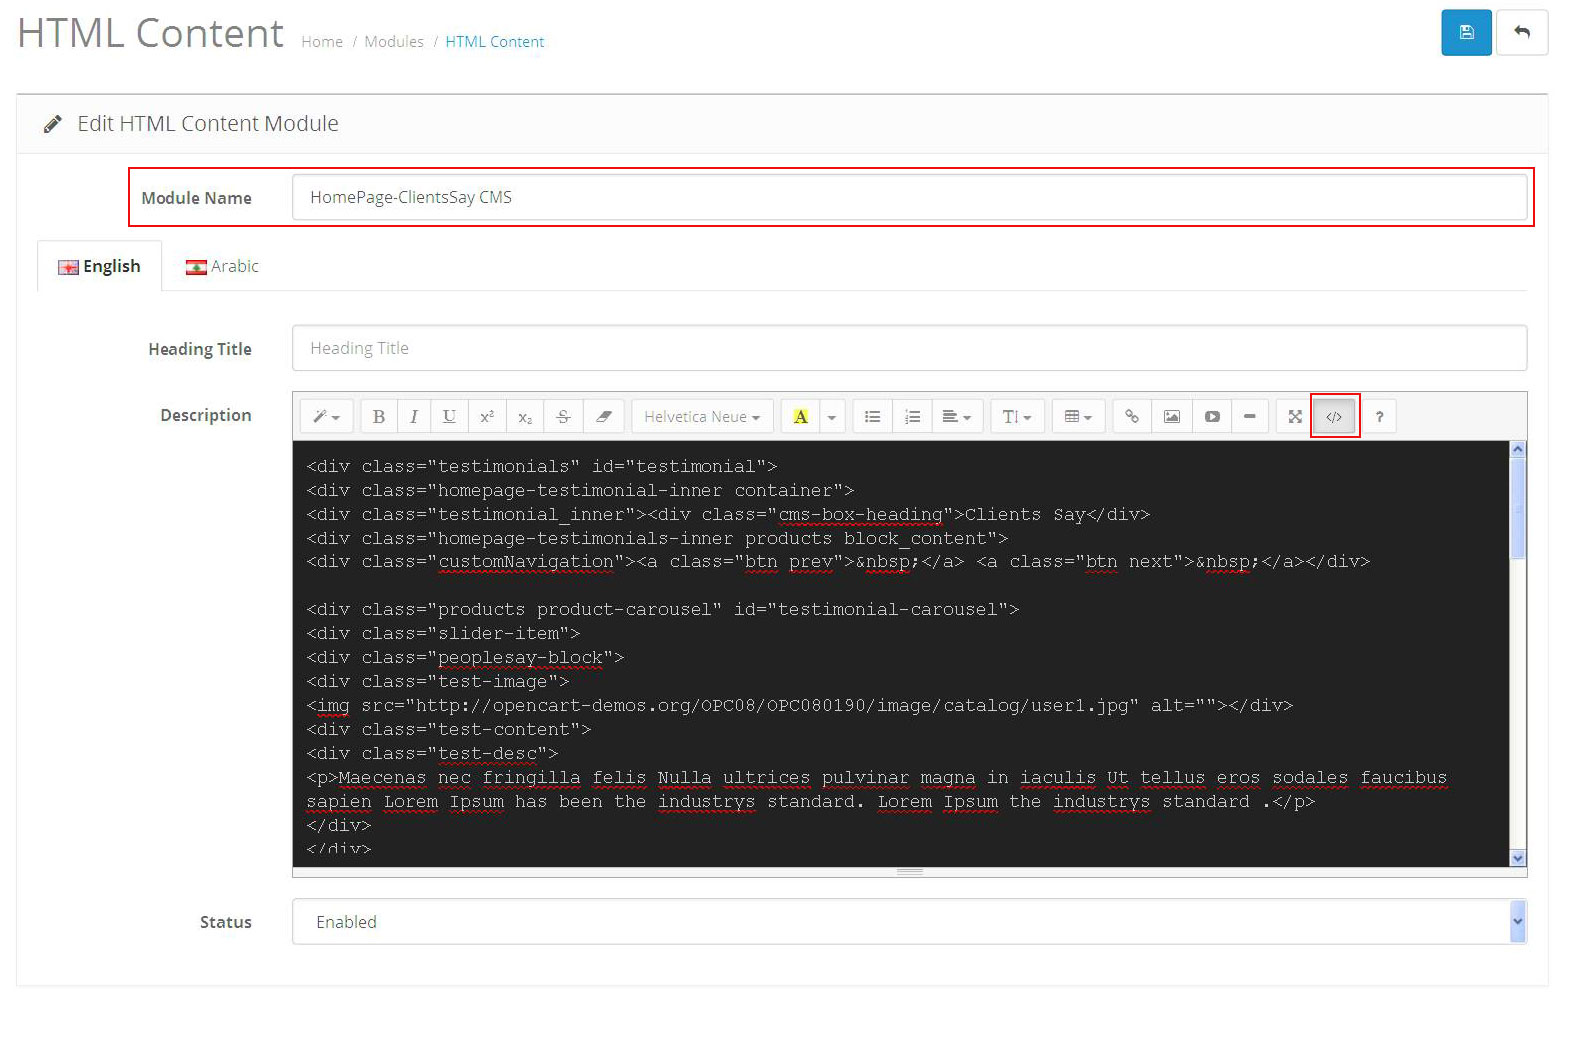 HTML Content Home / Modules / HTML Content
Edit HTML Content Module
Module Name HomePage-ClientsSay CMS
English Arabic
Heading Title Heading Title
Description B I U x² x₂ S Helvetica Neue A TI </> ?
<div class="testimonials" id="testimonial">
<div class="homepage-testimonial-inner container">
<div class="testimonial_inner"><div class="cms-box-heading">Clients Say</div>
<div class="homepage-testimonials-inner products block_content">
<div class="customNavigation"><a class="btn prev">&nbsp;</a> <a class="btn next">&nbsp;</a></div>
<div class="products product-carousel" id="testimonial-carousel">
<div class="slider-item">
<div class="peoplesay-block">
<div class="test-image">
<img src="http://opencart-demos.org/OPC08/OPC080190/image/catalog/user1.jpg" alt=""></div>
<div class="test-content">
<div class="test-desc">
<p>Maecenas nec fringilla felis Nulla ultrices pulvinar magna in iaculis Ut tellus eros sodales faucibus
sapien Lorem Ipsum has been the industrys standard. Lorem Ipsum the industrys standard .</p>
</div>
</div>
Status Enabled